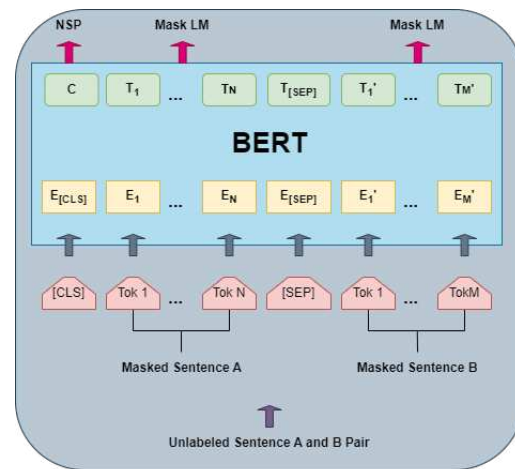 NSP Mask LM Mask LM
C T1 ... TN T[SEP] T1' ... TM'
BERT
E[CLS] E1 ... EN E[SEP] E1' ... EM'
[CLS] Tok 1 ... Tok N [SEP] Tok 1 ... TokM
Masked Sentence A Masked Sentence B
Unlabeled Sentence A and B Pair